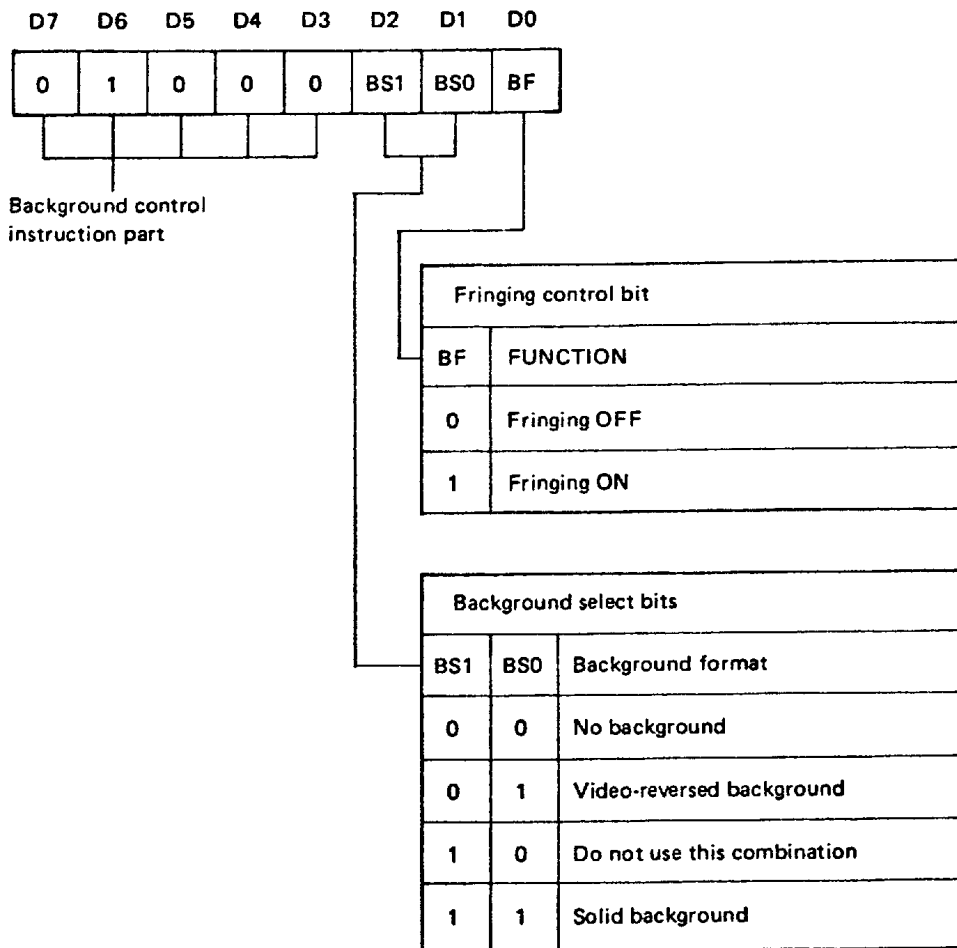 D7 D6 D5 D4 D3 D2 D1 D0
0 1 0 0 0 BS1 BS0 BF
Background control
instruction part
Fringing control bit
BF FUNCTION
0 Fringing OFF
1 Fringing ON
Background select bits
BS1 BS0 Background format
0 0 No background
0 1 Video-reversed background
1 0 Do not use this combination
1 1 Solid background